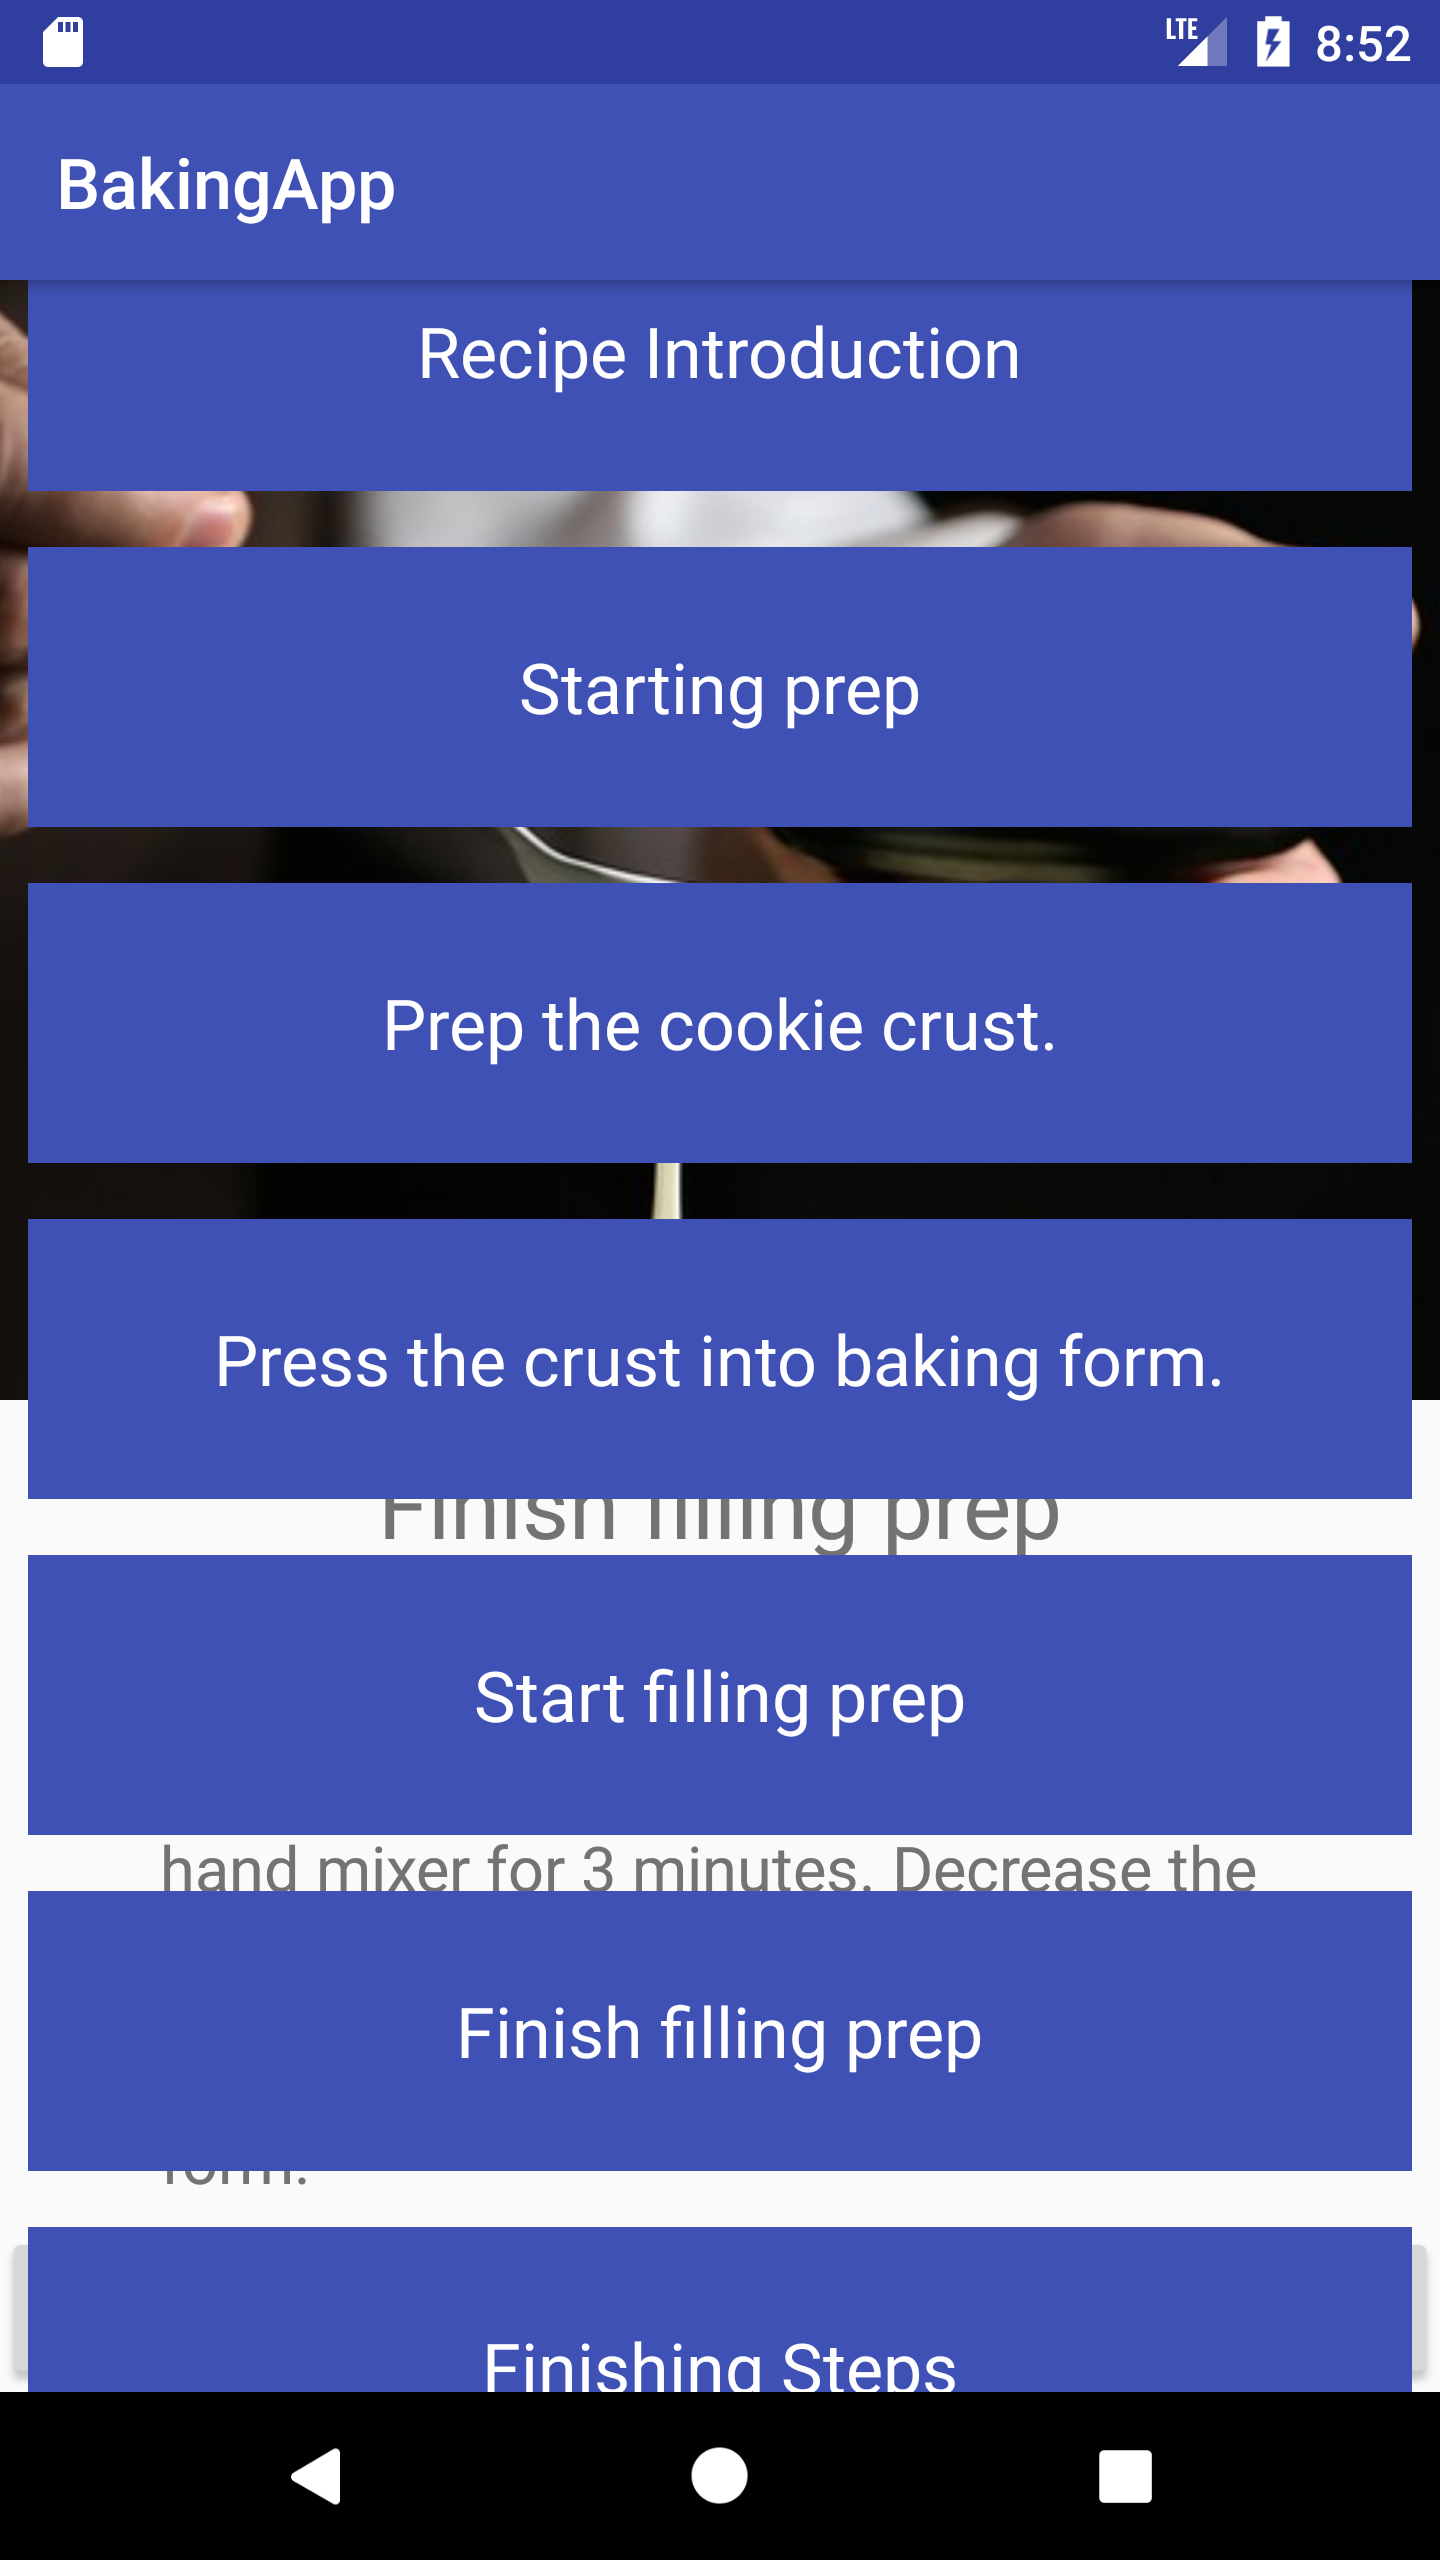 LTE 8:52
BakingApp
Recipe Introduction
Starting prep
Prep the cookie crust.
Press the crust into baking form.
Finish filling prep
Start filling prep
hand mixer for 3 minutes. Decrease the
Finish filling prep
form.
Finishing Steps